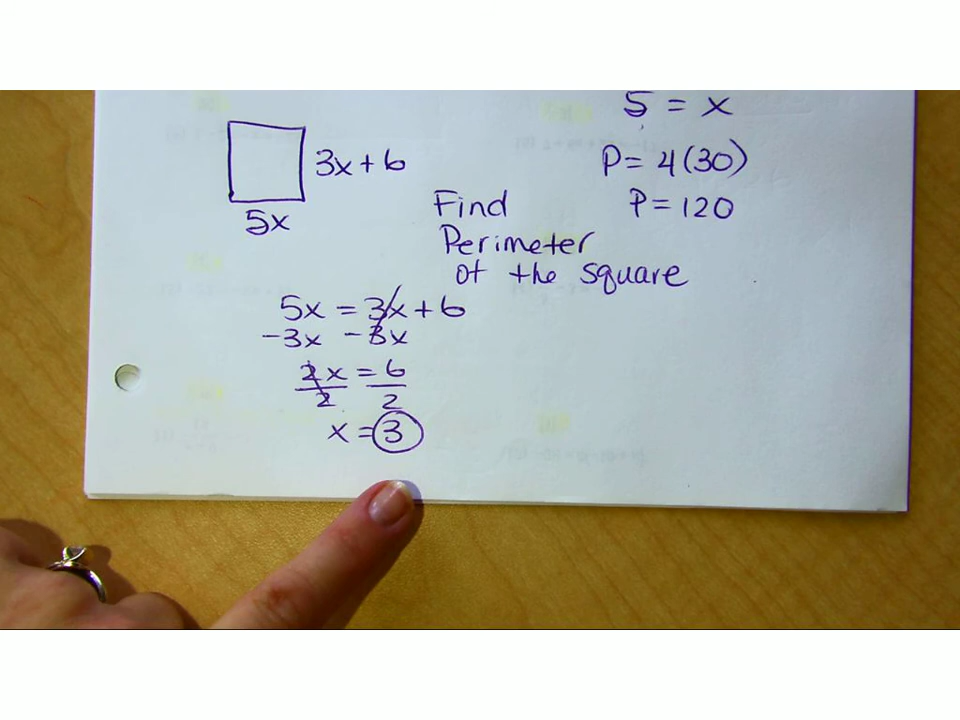 5 = x
3x + 6
P = 4(30)
5x
Find
P = 120
Perimeter
of the square
5x = 3x + 6
-3x -3x
2x = 6
2 2
x = 3